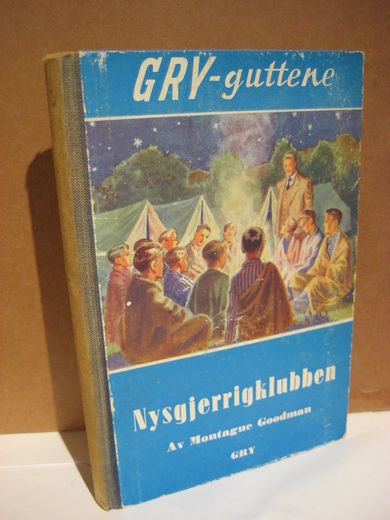 GRY-guttene
Nysgjerrigklubben
Av Montague Goodman
GRY